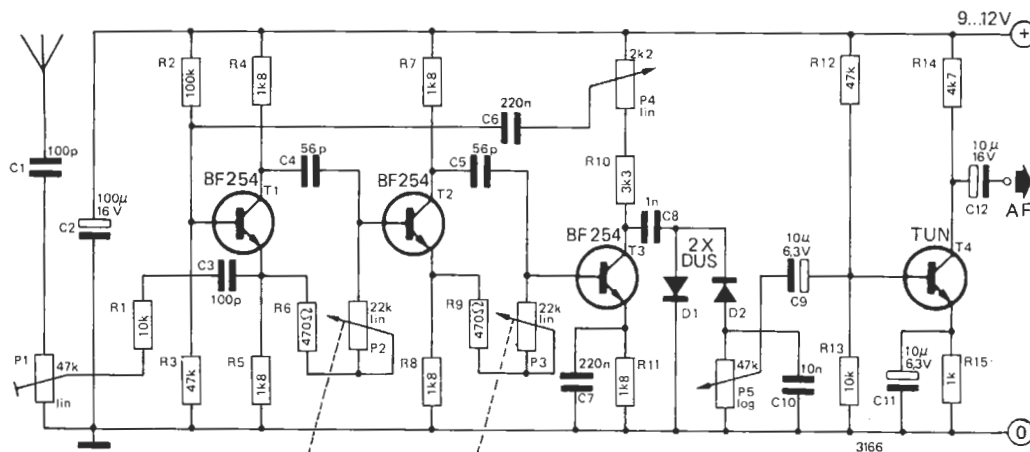 9...12V
+
R2
100k
R4
1k8
R7
1k8
2k2
P4
lin
R12
47k
R14
4k7
C1
100p
100µ
16V
C2
220n
C6
C4
56p
C5
56p
R10
3k3
BF254
T1
BF254
T2
BF254
T3
1n
C8
2X
DUS
D1
D2
10µ
6,3V
C9
TUN
T4
10µ
16V
C12
AF
R1
10k
C3
100p
R6
470Ω
22k
lin
P2
R9
470Ω
22k
lin
P3
P1
47k
lin
R3
47k
R5
1k8
R8
1k8
220n
C7
R11
1k8
47k
P5
log
10n
C10
R13
10k
10µ
6,3V
C11
R15
1k
3166
0